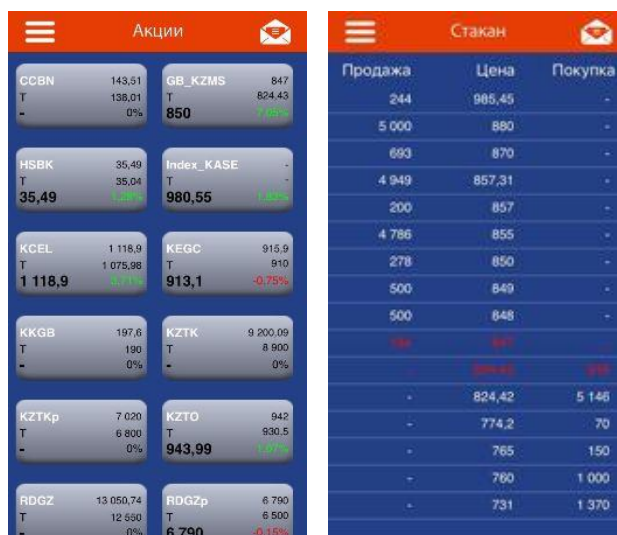 Акции
CCBN 143,51
T 138,01
- 0%
GB_KZMS 847
T 824,43
850 7,05%
HSBK 35,49
T 35,04
35,49 1,28%
Index_KASE -
T -
980,55 1,82%
KCEL 1 118,9
T 1 075,98
1 118,9 0,71%
KEGC 915,9
T 910
913,1 -0,75%
KKGB 197,6
T 190
- 0%
KZTK 9 200,09
T 8 900
- 0%
KZTKp 7 020
T 6 800
- 0%
KZTO 942
T 930,5
943,99 1,07%
RDGZ 13 050,74
T 12 550
- 0%
RDGZp 6 790
T 6 500
6 790 -0,15%
Стакан
Продажа Цена Покупка
244 985,45 -
5 000 880 -
693 870 -
4 949 857,31 -
200 857 -
4 786 855 -
278 850 -
500 849 -
500 848 -
847 -
-
- 824,42 5 146
- 774,2 70
- 765 150
- 760 1 000
- 731 1 370